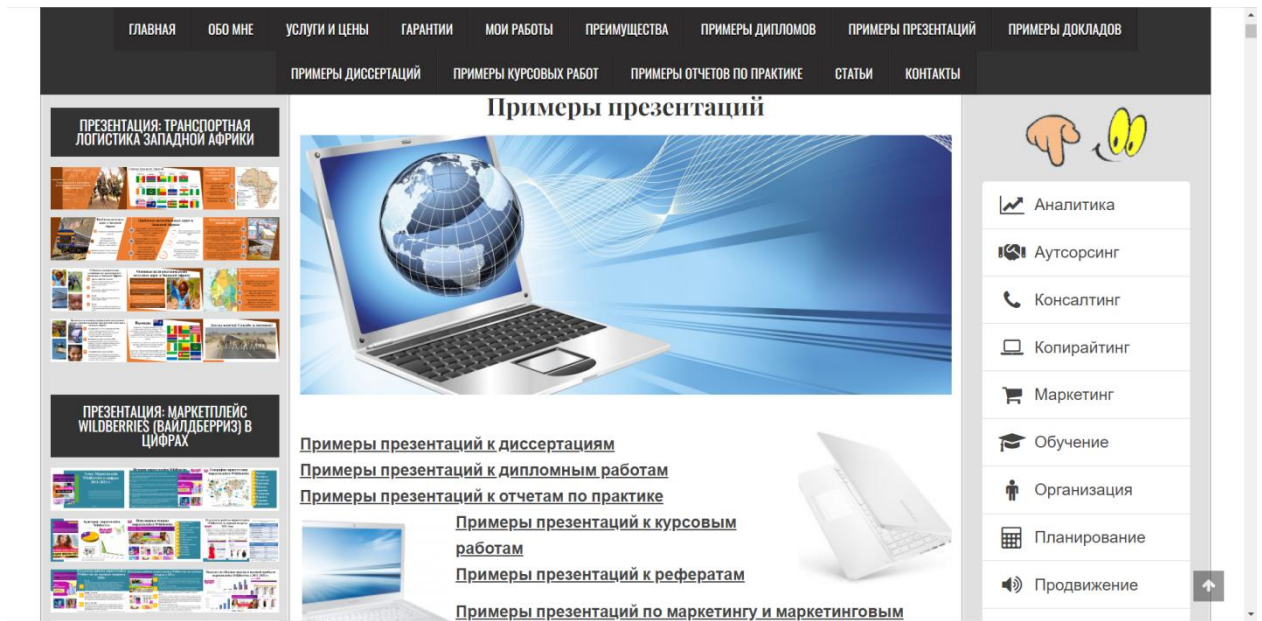 ГЛАВНАЯ
ОБО МНЕ
УСЛУГИ И ЦЕНЫ
ГАРАНТИИ
МОИ РАБОТЫ
ПРЕИМУЩЕСТВА
ПРИМЕРЫ ДИПЛОМОВ
ПРИМЕРЫ ПРЕЗЕНТАЦИЙ
ПРИМЕРЫ ДОКЛАДОВ
ПРИМЕРЫ ДИССЕРТАЦИЙ
ПРИМЕРЫ КУРСОВЫХ РАБОТ
ПРИМЕРЫ ОТЧЕТОВ ПО ПРАКТИКЕ
СТАТЬИ
КОНТАКТЫ
ПРЕЗЕНТАЦИЯ: ТРАНСПОРТНАЯ
ЛОГИСТИКА ЗАПАДНОЙ АФРИКИ
ПРЕЗЕНТАЦИЯ: МАРКЕТПЛЕЙС
WILDBERRIES (ВАЙЛДБЕРРИЗ) В
ЦИФРАХ
Примеры презентаций
Примеры презентаций к диссертациям
Примеры презентаций к дипломным работам
Примеры презентаций к отчетам по практике
Примеры презентаций к курсовым
работам
Примеры презентаций к рефератам
Примеры презентаций по маркетингу и маркетинговым
Аналитика
Аутсорсинг
Консалтинг
Копирайтинг
Маркетинг
Обучение
Организация
Планирование
Продвижение